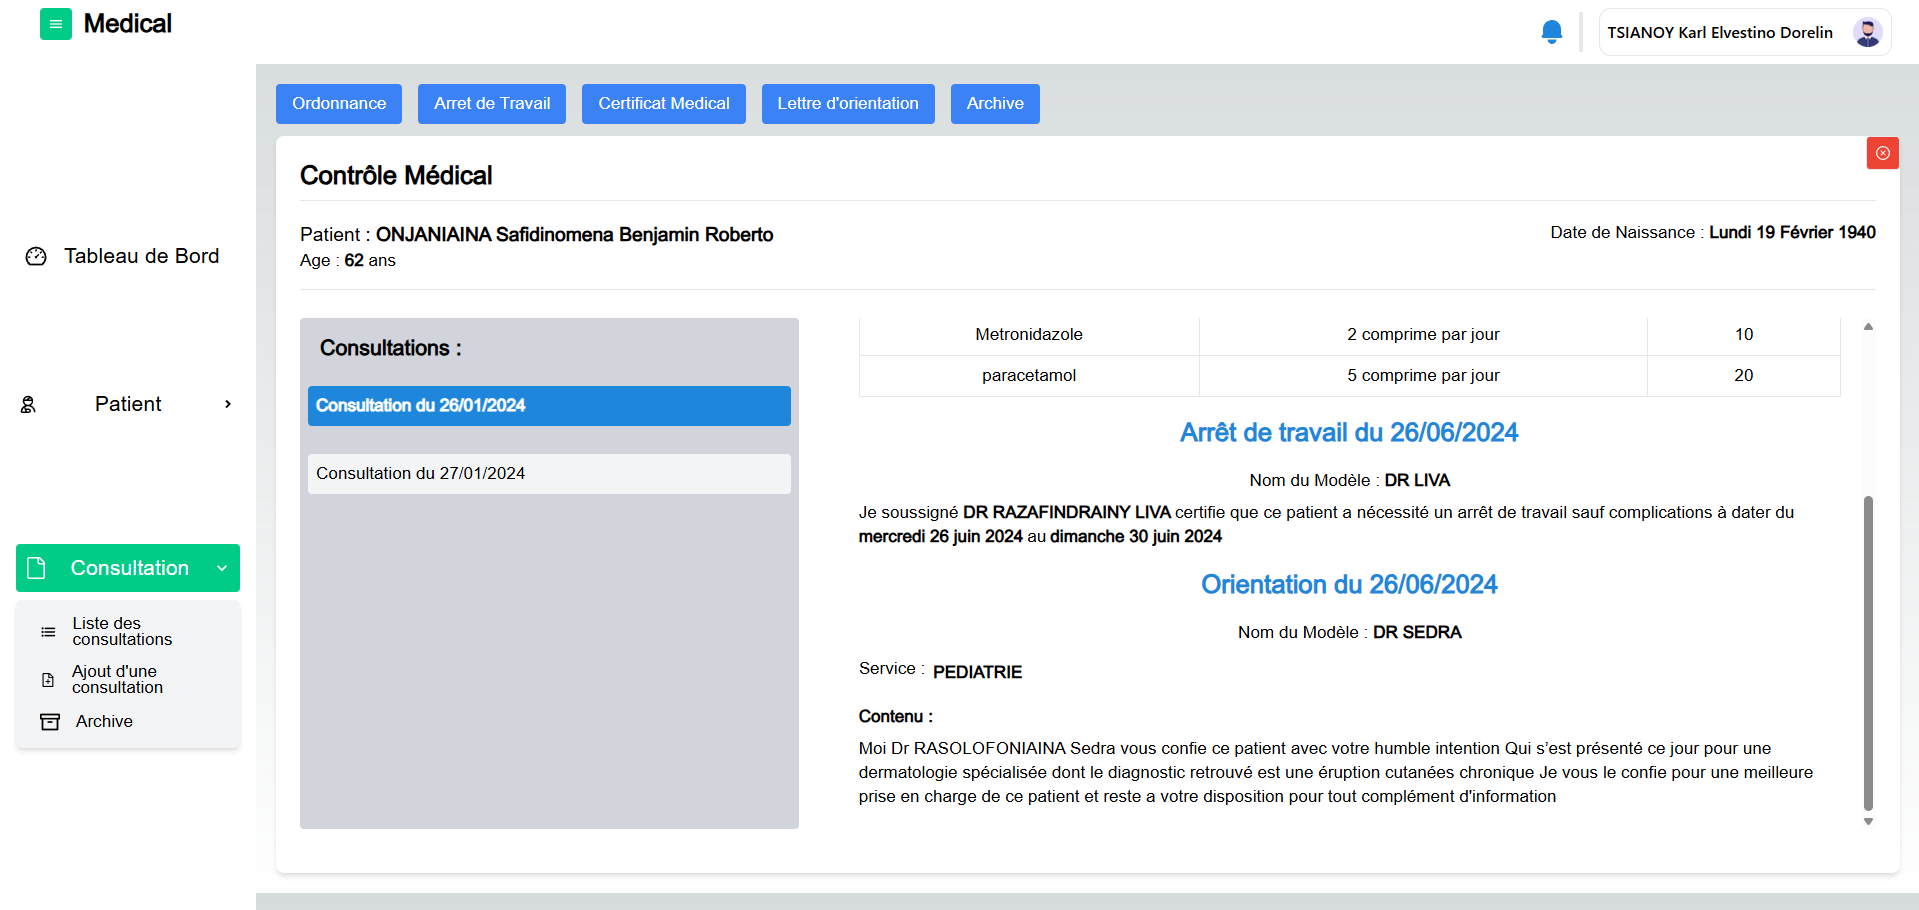 Medical
TSIANOY Karl Elvestino Dorelin
Ordonnance
Arret de Travail
Certificat Medical
Lettre d'orientation
Archive
Contrôle Médical
Patient : ONJANIAINA Safidinomena Benjamin Roberto
Date de Naissance : Lundi 19 Février 1940
Age : 62 ans
Tableau de Bord
Patient
Consultation
Liste des
consultations
Ajout d'une
consultation
Archive
Consultations :
Consultation du 26/01/2024
Consultation du 27/01/2024
Metronidazole 2 comprime par jour 10
paracetamol 5 comprime par jour 20
Arrêt de travail du 26/06/2024
Nom du Modèle : DR LIVA
Je soussigné DR RAZAFINDRAINY LIVA certifie que ce patient a nécessité un arrêt de travail sauf complications à dater du
mercredi 26 juin 2024 au dimanche 30 juin 2024
Orientation du 26/06/2024
Nom du Modèle : DR SEDRA
Service : PEDIATRIE
Contenu :
Moi Dr RASOLOFONIAINA Sedra vous confie ce patient avec votre humble intention Qui s’est présenté ce jour pour une
dermatologie spécialisée dont le diagnostic retrouvé est une éruption cutanées chronique Je vous le confie pour une meilleure
prise en charge de ce patient et reste a votre disposition pour tout complément d'information